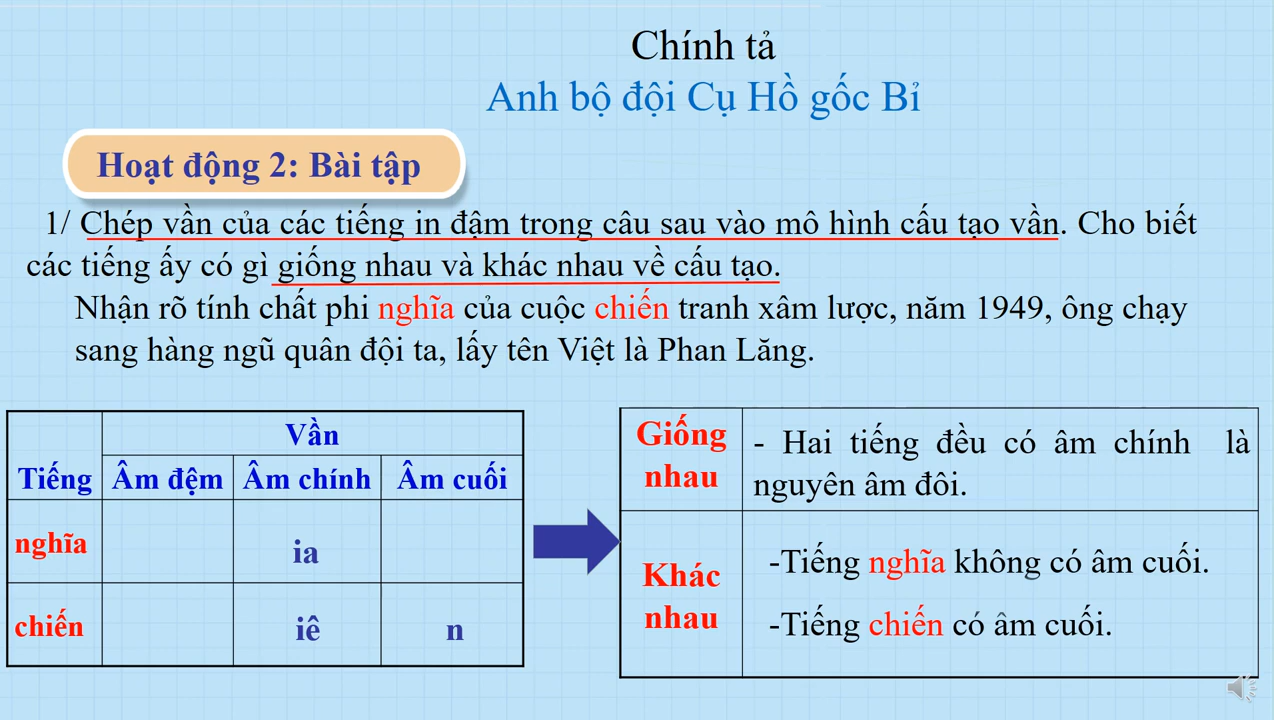 Chính tả
Anh bộ đội Cụ Hồ gốc Bỉ
Hoạt động 2: Bài tập
1/ Chép vần của các tiếng in đậm trong câu sau vào mô hình cấu tạo vần. Cho biết
các tiếng ấy có gì giống nhau và khác nhau về cấu tạo.
Nhận rõ tính chất phi nghĩa của cuộc chiến tranh xâm lược, năm 1949, ông chạy
sang hàng ngũ quân đội ta, lấy tên Việt là Phan Lăng.
Vần
Tiếng Âm đệm Âm chính Âm cuối
nghĩa ia
chiến iê n
Giống
nhau
- Hai tiếng đều có âm chính là
nguyên âm đôi.
Khác
nhau
-Tiếng nghĩa không có âm cuối.
-Tiếng chiến có âm cuối.